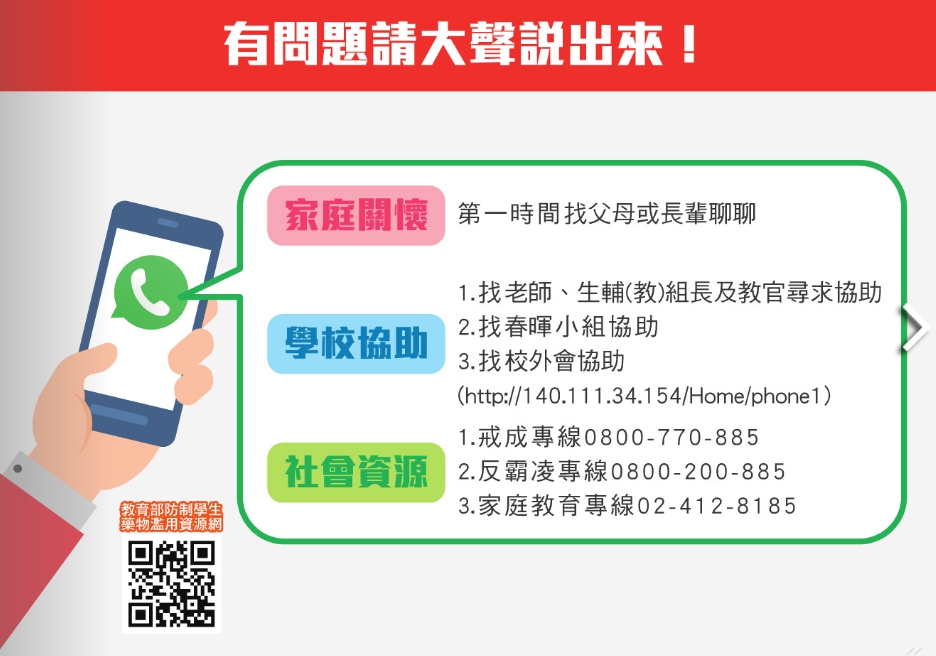 有問題請大聲説出來！
家庭關懷 第一時間找父母或長輩聊聊
學校協助
1.找老師、生輔(教)組長及教官尋求協助
2.找春暉小組協助
3.找校外會協助
(http://140.111.34.154/Home/phone1)
社會資源
1.戒成專線0800-770-885
2.反霸凌專線0800-200-885
3.家庭教育專線02-412-8185
教育部防制學生
藥物濫用資源網